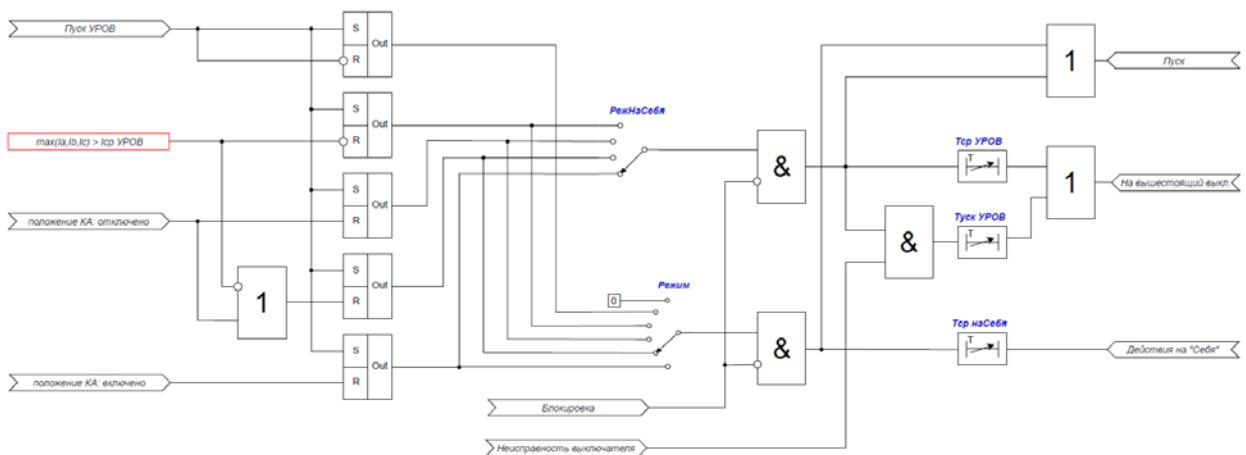 Пуск УРОВ
S
R
Out
max(Ia,Ib,Ic) > Iср УРОВ
S
R
Out
положение КА: отключено
S
R
Out
1
S
R
Out
положение КА: включено
S
R
Out
РежНаСебя
Режим
0
&
&
Блокировка
Неисправность выключателя
&
Тср УРОВ
T
Туск УРОВ
T
Тср наСебя
T
1
Пуск
1
На вышестоящий выкл.
Действия на "Себя"